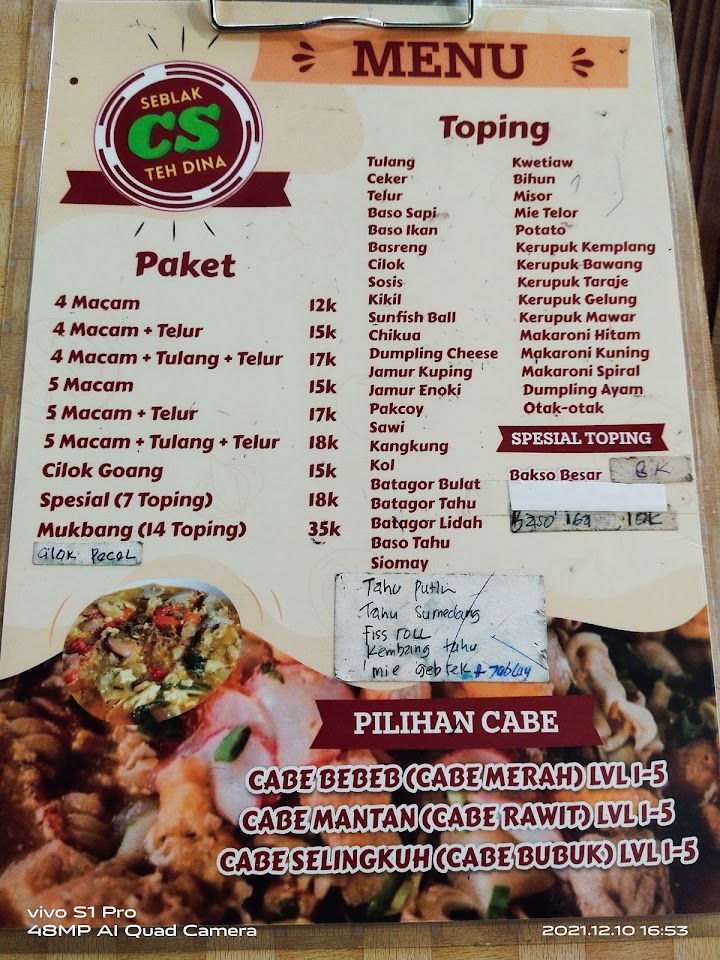 SEBLAK
CS
TEH DINA
MENU
Paket
4 Macam 12k
4 Macam + Telur 15k
4 Macam + Tulang + Telur 17k
5 Macam 15k
5 Macam + Telur 17k
5 Macam + Tulang + Telur 18k
Cilok Goang 15k
Spesial (7 Toping) 18k
Mukbang (14 Toping) 35k
Cilok Pecel
Toping
Tulang
Ceker
Telur
Baso Sapi
Baso Ikan
Basreng
Cilok
Sosis
Kikil
Sunfish Ball
Chikua
Dumpling Cheese
Jamur Kuping
Jamur Enoki
Pakcoy
Sawi
Kangkung
Kol
Batagor Bulat
Batagor Tahu
Batagor Lidah
Baso Tahu
Siomay
Tahu Putih
Tahu Sumedang
Fiss roll
Kembang tahu
mie
Kwetiaw
Bihun
Misor
Mie Telor
Potato
Kerupuk Kemplang
Kerupuk Bawang
Kerupuk Taraje
Kerupuk Gelung
Kerupuk Mawar
Makaroni Hitam
Makaroni Kuning
Makaroni Spiral
Dumpling Ayam
Otak-otak
SPESIAL TOPING
Bakso Besar 8K
10K
PILIHAN CABE
CABE BEBEB (CABE MERAH) LVL 1-5
CABE MANTAN (CABE RAWIT) LVL 1-5
CABE SELINGKUH (CABE BUBUK) LVL 1-5
vivo S1 Pro
48MP AI Quad Camera
2021.12.10 16:53